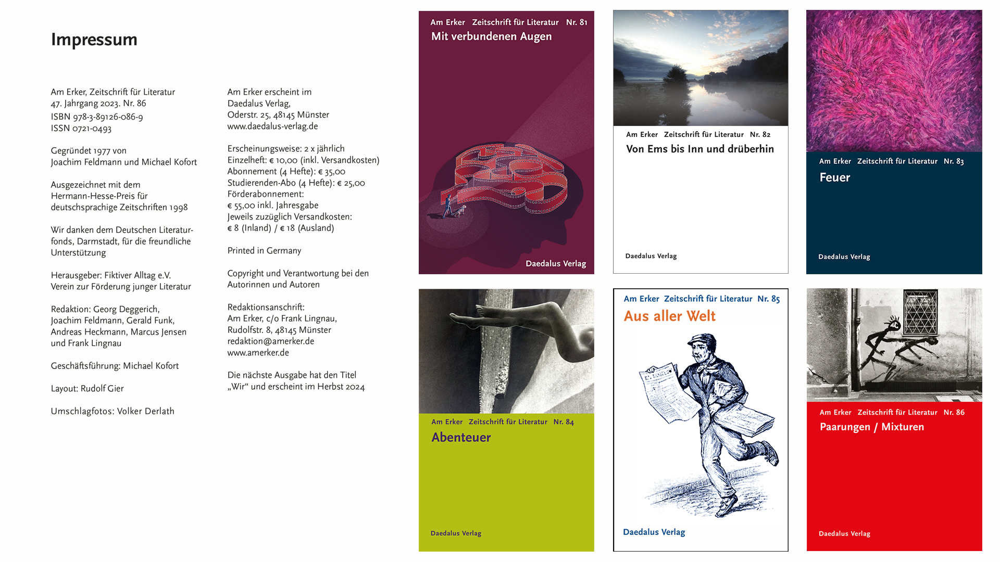 Impressum
Am Erker, Zeitschrift für Literatur
47. Jahrgang 2023. Nr. 86
ISBN 978-3-89126-086-9
ISSN 0721-0493
Gegründet 1977 von
Joachim Feldmann und Michael Kofort
Ausgezeichnet mit dem
Hermann-Hesse-Preis für
deutschsprachige Zeitschriften 1998
Wir danken dem Deutschen Literatur-
fonds, Darmstadt, für die freundliche
Unterstützung
Herausgeber: Fiktiver Alltag e.V.
Verein zur Förderung junger Literatur
Redaktion: Georg Deggerich,
Joachim Feldmann, Gerald Funk,
Andreas Heckmann, Marcus Jensen
und Frank Lingnau
Geschäftsführung: Michael Kofort
Layout: Rudolf Gier
Umschlagfotos: Volker Derlath
Am Erker erscheint im
Daedalus Verlag,
Oderstr. 25, 48145 Münster
www.daedalus-verlag.de
Erscheinungsweise: 2 x jährlich
Einzelheft: € 10,00 (inkl. Versandkosten)
Abonnement (4 Hefte): € 35,00
Studierenden-Abo (4 Hefte): € 25,00
Förderabonnement:
€ 55,00 inkl. Jahresgabe
Jeweils zuzüglich Versandkosten:
€ 8 (Inland) / € 18 (Ausland)
Printed in Germany
Copyright und Verantwortung bei den
Autorinnen und Autoren
Redaktionsanschrift:
Am Erker, c/o Frank Lingnau,
Rudolfstr. 8, 48145 Münster
redaktion@amerker.de
www.amerker.de
Die nächste Ausgabe hat den Titel
„Wir“ und erscheint im Herbst 2024
Am Erker Zeitschrift für Literatur Nr. 81
Mit verbundenen Augen
Daedalus Verlag
Am Erker Zeitschrift für Literatur Nr. 82
Von Ems bis Inn und drüberhin
Daedalus Verlag
Am Erker Zeitschrift für Literatur Nr. 83
Feuer
Daedalus Verlag
Am Erker Zeitschrift für Literatur Nr. 84
Abenteuer
Daedalus Verlag
Am Erker Zeitschrift für Literatur Nr. 85
Aus aller Welt
Daedalus Verlag
Am Erker Zeitschrift für Literatur Nr. 86
Paarungen / Mixturen
Daedalus Verlag